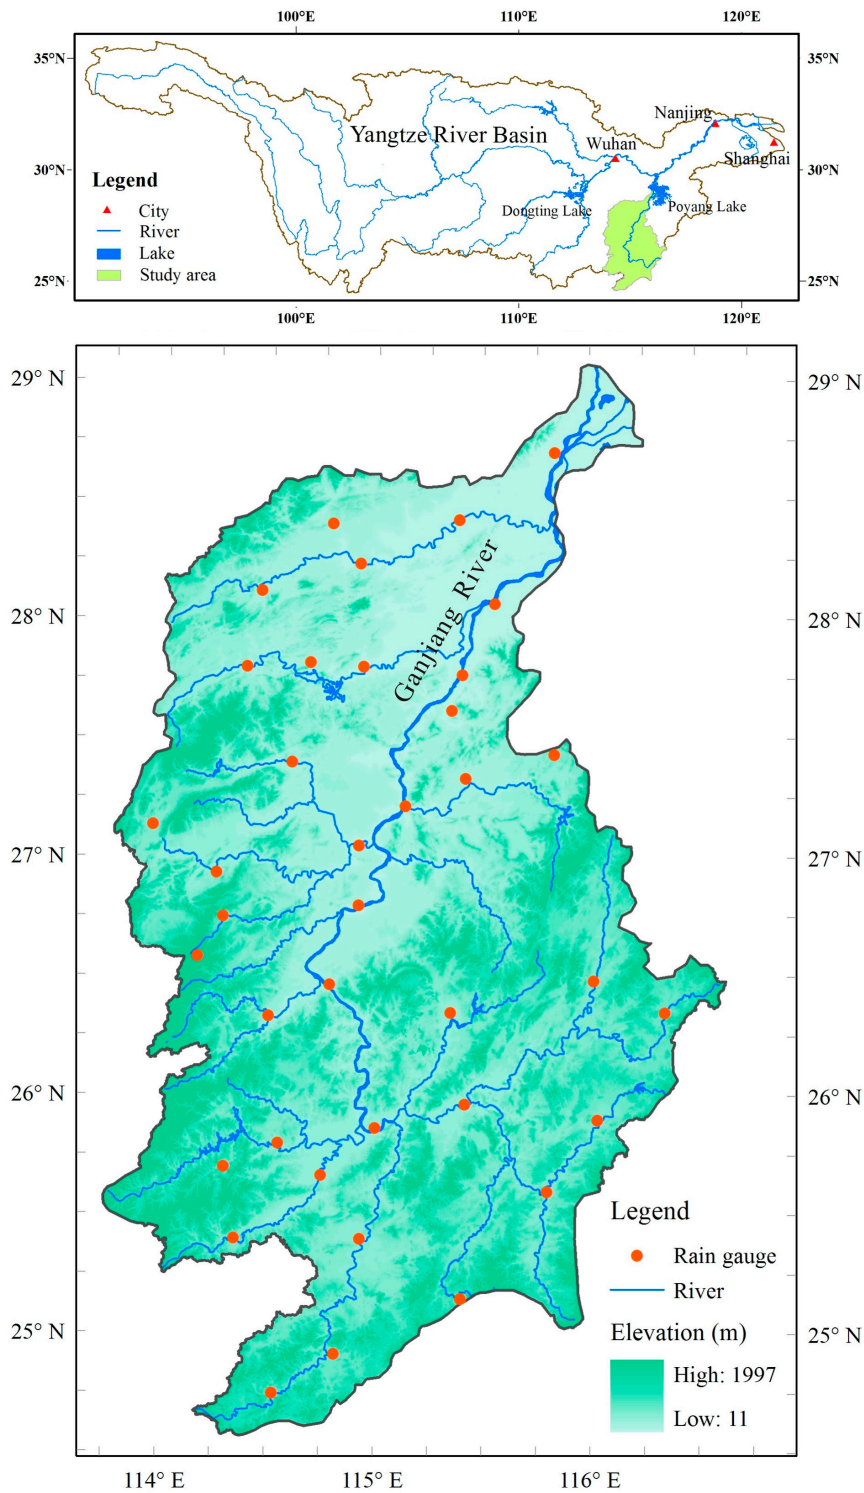 100°E 110°E 120°E
35°N 35°N
Nanjing
Yangtze River Basin
Wuhan
Shanghai
30°N 30°N
Legend
City
River
Lake
Study area
Dongting Lake
Poyang Lake
25°N 25°N
100°E 110°E 120°E
29° N 29° N
Ganjiang River
28° N 28° N
27° N 27° N
26° N 26° N
Legend
Rain gauge
River
25° N 25° N
Elevation (m)
High: 1997
Low: 11
114° E 115° E 116° E